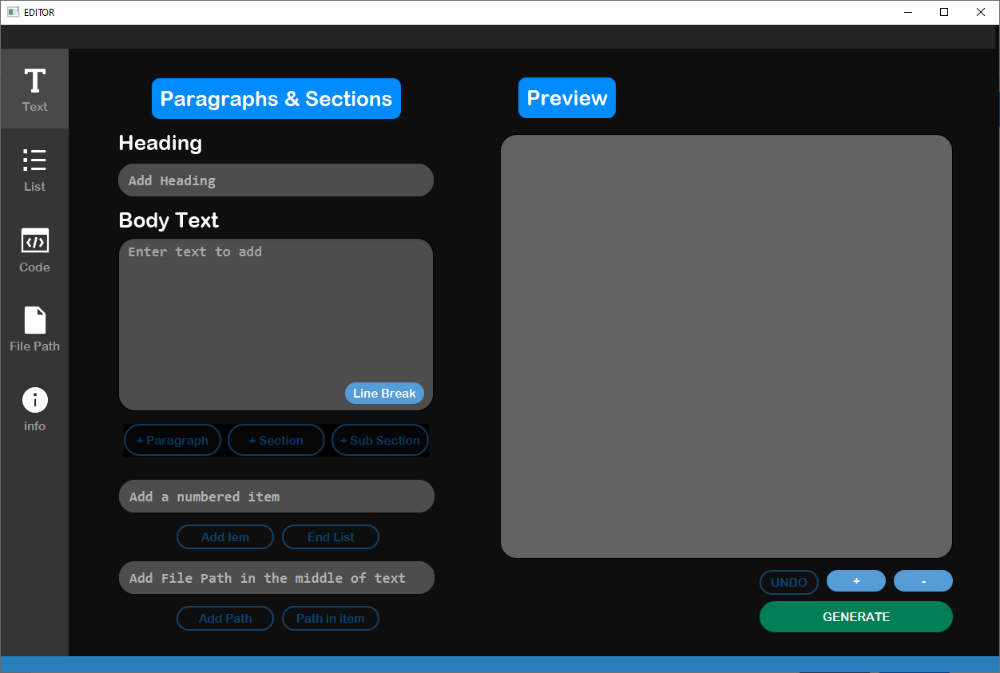 EDITOR
Text
List
Code
File Path
info
Paragraphs & Sections
Heading
Add Heading
Body Text
Enter text to add
Line Break
+ Paragraph + Section + Sub Section
Add a numbered item
Add Iem End List
Add File Path in the middle of text
Add Path Path in item
Preview
UNDO + -
GENERATE